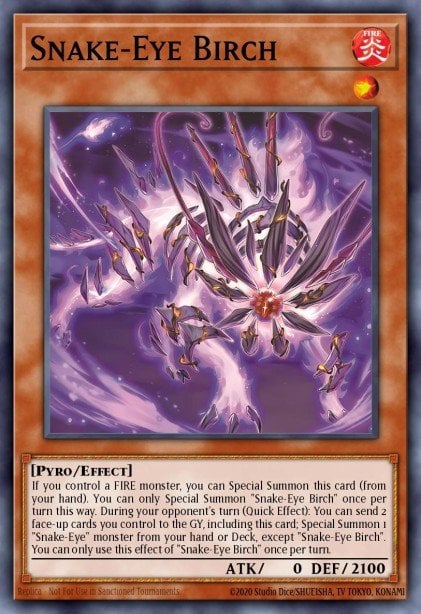 SNAKE-EYE BIRCH
FIRE
炎
[PYRO/EFFECT]
If you control a FIRE monster, you can Special Summon this card (from
your hand). You can only Special Summon "Snake-Eye Birch" once per
turn this way. During your opponent's turn (Quick Effect): You can send 2
face-up cards you control to the GY, including this card; Special Summon 1
"Snake-Eye" monster from your hand or Deck, except "Snake-Eye Birch".
You can only use this effect of "Snake-Eye Birch" once per turn.
ATK/ 0 DEF/2100
Replica - Not For Use in Sanctioned Tournaments
©2020 Studio Dice/SHUEISHA, TV TOKYO, KONAMI